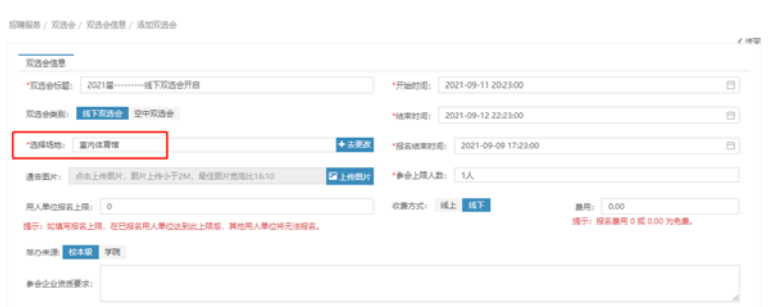 招聘服务 / 双选会 / 双选会信息 / 添加双选会
双选会信息
*双选会标题: 2021届---------线下双选会开启 *开始时间: 2021-09-11 20:23:00
双选会类别: 线下双选会 空中双选会 *结束时间: 2021-09-12 22:23:00
*选择场地: 室内体育馆 +去更改 *报名结束时间: 2021-09-09 17:23:00
通告图片: 点击上传图片, 图片上传小于2M, 最佳图片宽高比16:10 上传图片 *参会上限人数: 1人
用人单位报名上限: 0 收费方式: 线上 线下 费用: 0.00
提示: 如填写报名上限, 在已报名用人单位达到此上限后, 其他用人单位将无法报名。 提示: 报名费用 0 或 0.00 为免费。
举办来源: 校本级 学院
参会企业资质要求: